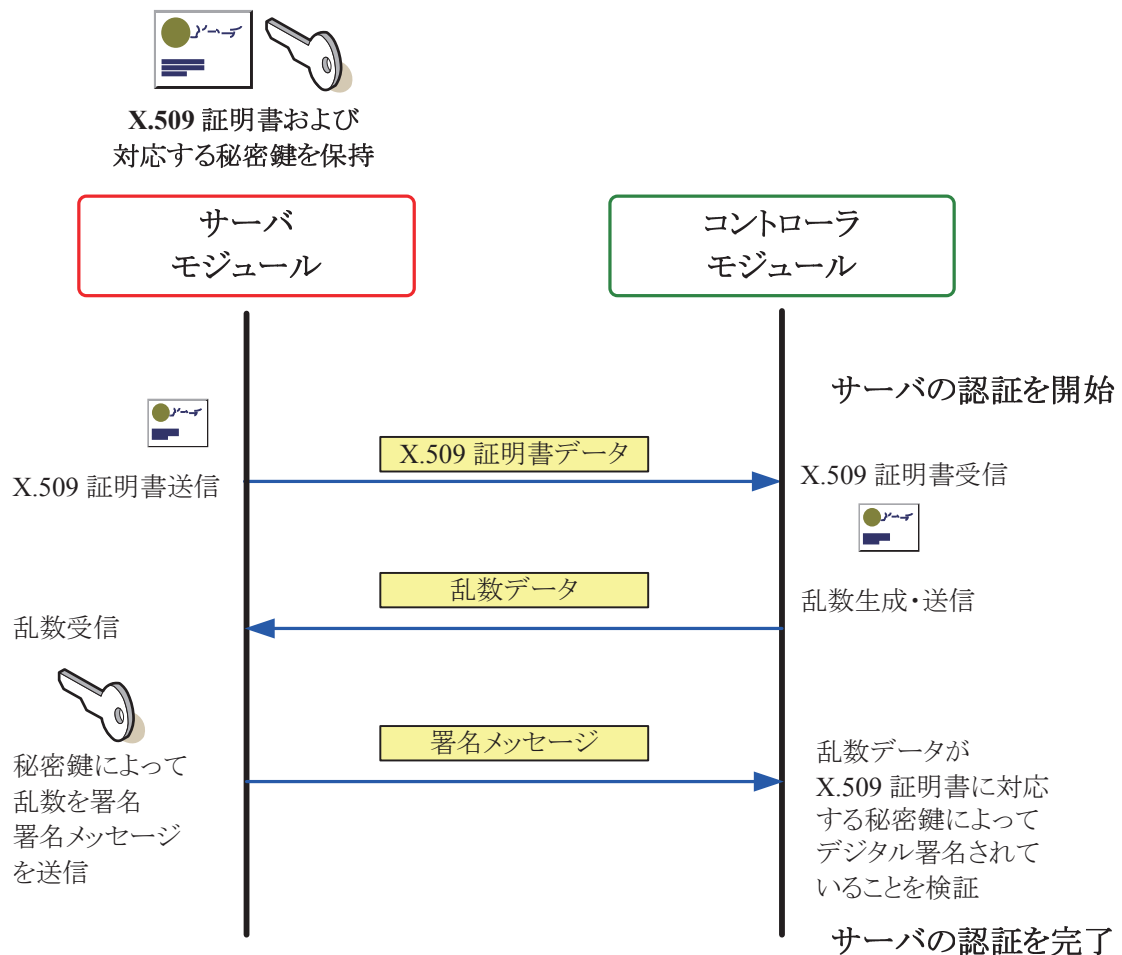 X.509 証明書および
対応する秘密鍵を保持
サーバ
モジュール
コントローラ
モジュール
サーバの認証を開始
X.509 証明書データ
X.509 証明書送信
X.509 証明書受信
乱数データ
乱数生成・送信
乱数受信
署名メッセージ
秘密鍵によって
乱数を署名
署名メッセージ
を送信
乱数データが
X.509 証明書に対応
する秘密鍵によって
デジタル署名されて
いることを検証
サーバの認証を完了